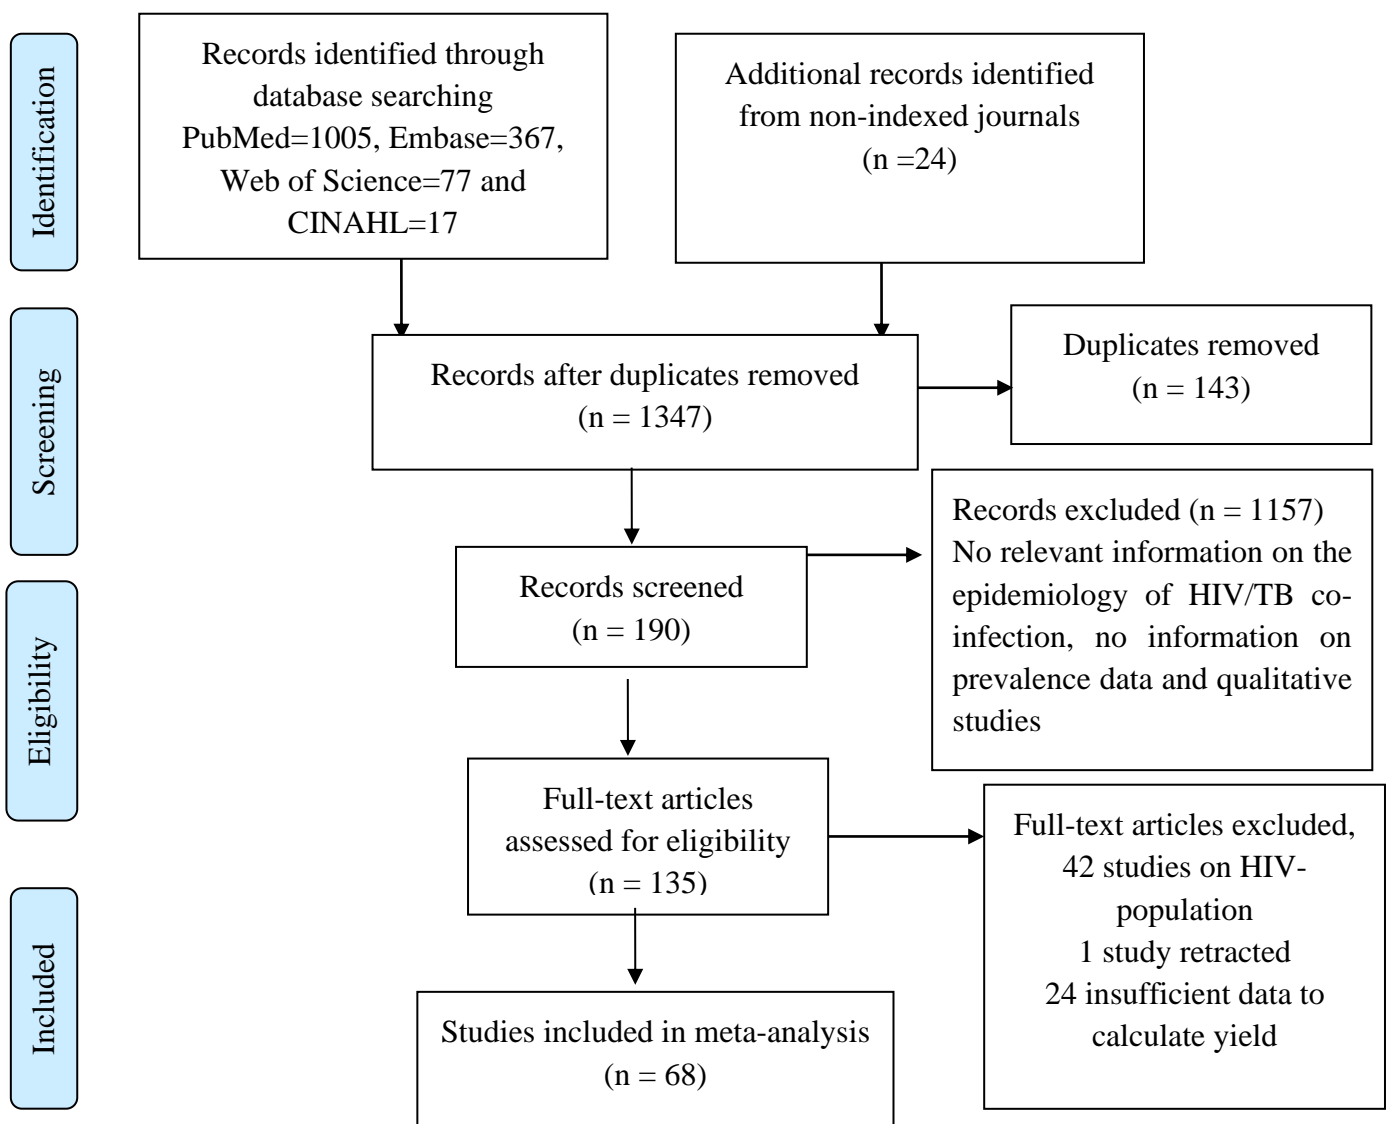 Identification
Records identified through
database searching
PubMed=1005, Embase=367,
Web of Science=77 and
CINAHL=17
Additional records identified
from non-indexed journals
(n =24)
Screening
Records after duplicates removed
(n = 1347)
Duplicates removed
(n = 143)
Records screened
(n = 190)
Records excluded (n = 1157)
No relevant information on the
epidemiology of HIV/TB co-
infection, no information on
prevalence data and qualitative
studies
Eligibility
Full-text articles
assessed for eligibility
(n = 135)
Full-text articles excluded,
42 studies on HIV-
population
1 study retracted
24 insufficient data to
calculate yield
Included
Studies included in meta-analysis
(n = 68)